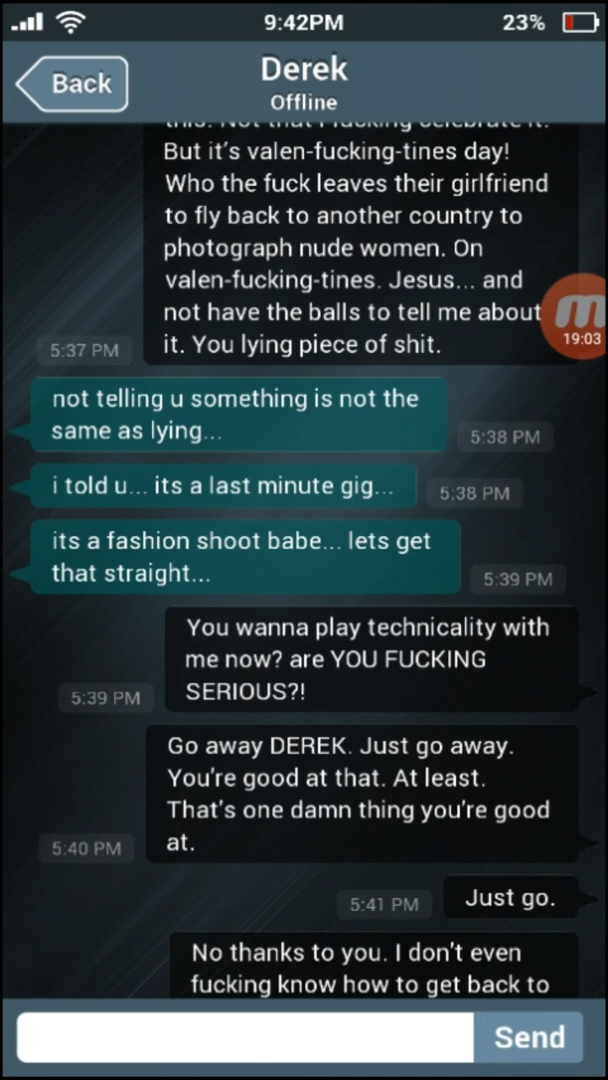 9:42PM
23%
Back
Derek
Offline
this. Not that I fucking celebrate it.
But it's valen-fucking-tines day!
Who the fuck leaves their girlfriend
to fly back to another country to
photograph nude women. On
valen-fucking-tines. Jesus... and
not have the balls to tell me about
it. You lying piece of shit.
5:37 PM
19:03
not telling u something is not the
same as lying...
5:38 PM
i told u... its a last minute gig...
5:38 PM
its a fashion shoot babe... lets get
that straight...
5:39 PM
You wanna play technicality with
me now? are YOU FUCKING
SERIOUS?!
5:39 PM
Go away DEREK. Just go away.
You're good at that. At least.
That's one damn thing you're good
at.
5:40 PM
Just go.
5:41 PM
No thanks to you. I don't even
fucking know how to get back to
Send